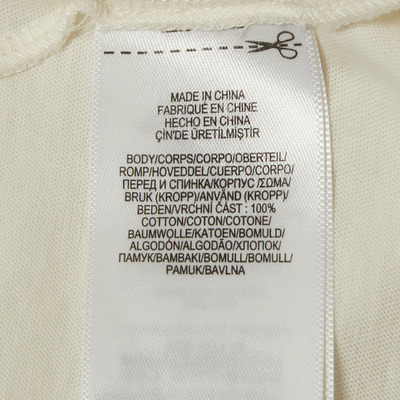 MADE IN CHINA
FABRIQUÉ EN CHINE
HECHO EN CHINA
ÇİN'DE ÜRETİLMİŞTİR
BODY/CORPS/CORPO/OBERTEIL/
ROMP/HOVEDDEL/CUERPO/CORPO/
ПЕРЕД И СПИНКА/КОРПУС /ΣΩΜΑ/
BRUK (KROPP)/ANVÄND (KROPP)/
BEDEN/VRCHNÍ ČÁST : 100%
COTTON/COTON/COTONE/
BAUMWOLLE/KATOEN/BOMULD/
ALGODÓN/ALGODÃO/ХЛОПОК/
ПАМУК/BAMBAKI/BOMULL/BOMULL/
PAMUK/BAVLNA